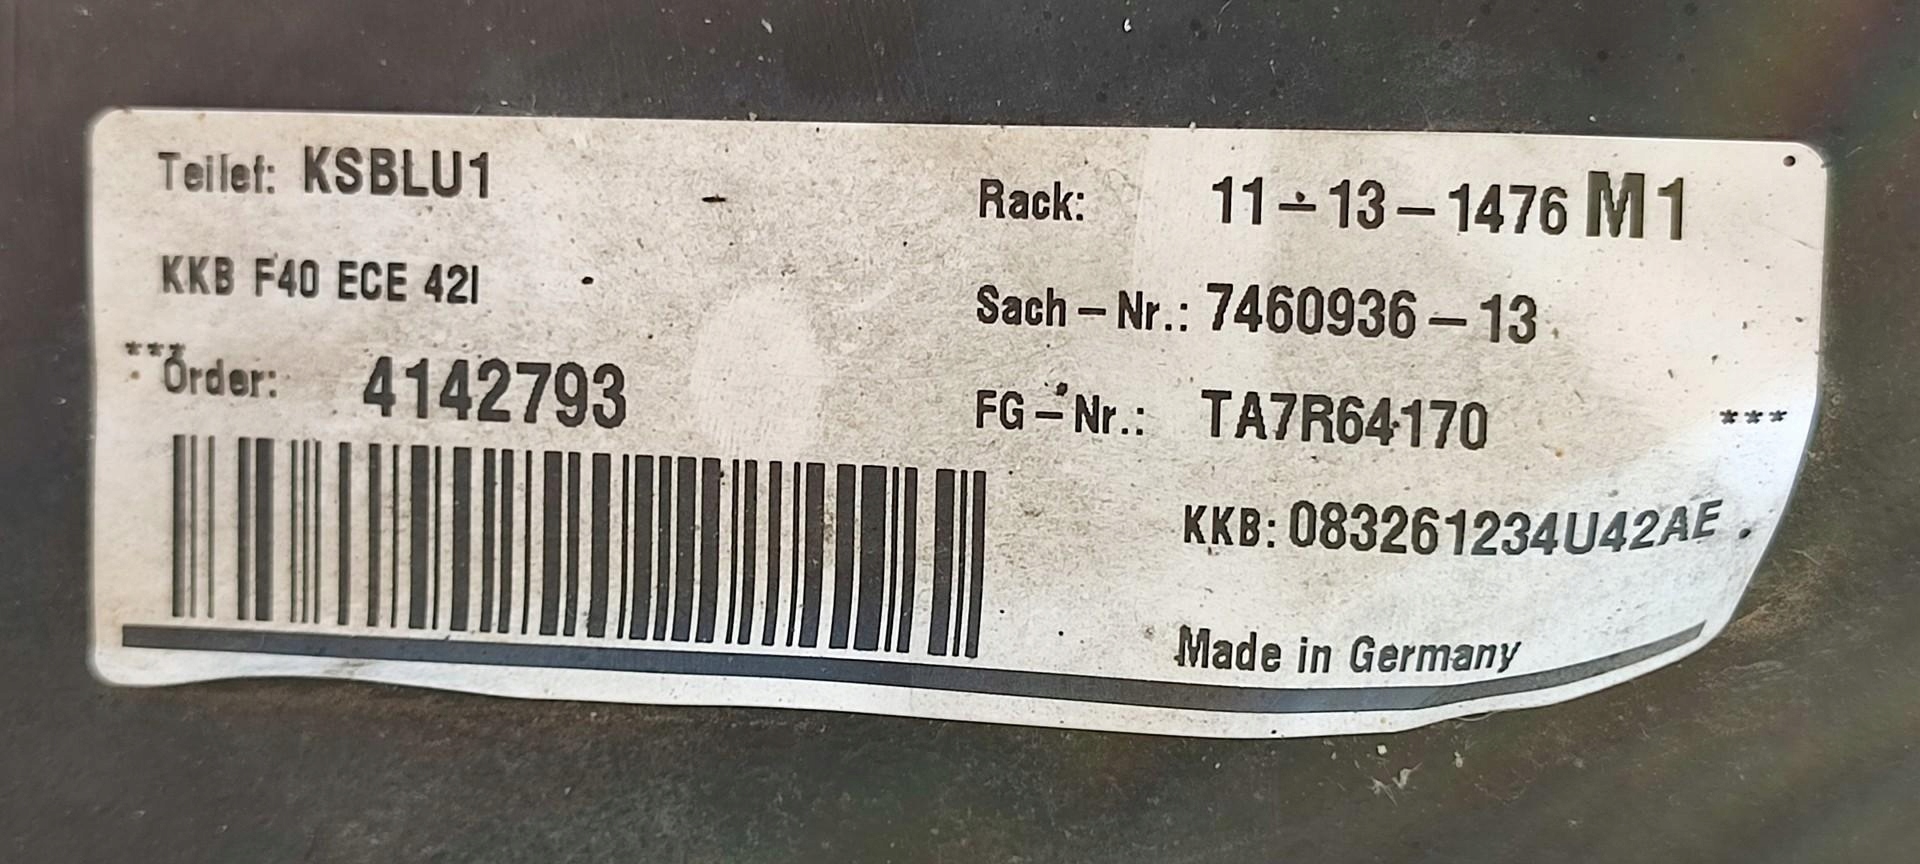 Teilef: KSBLU1
Rack: 11-13-1476 M1
KKB F40 ECE 42l
Sach-Nr.: 7460936-13
***
Order: 4142793
FG-Nr.: TA7R64170 ***
KKB: 083261234U42AE
Made in Germany